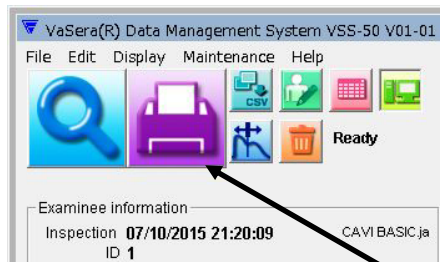 VaSera(R) Data Management System VSS-50 V01-01
File Edit Display Maintenance Help
CSV
Ready
Examinee information
Inspection 07/10/2015 21:20:09 CAVI BASIC.ja
ID 1